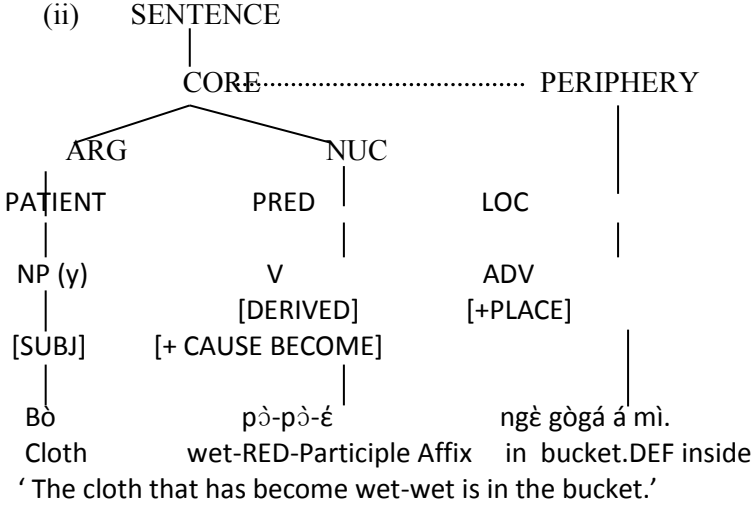 (ii) SENTENCE
CORE PERIPHERY
ARG NUC
PATIENT PRED LOC
NP (y) V ADV
[DERIVED] [+PLACE]
[SUBJ] [+ CAUSE BECOME]
Bò pɔ̀-pɔ̀-ɛ́ ngɛ̀ gògá á mì.
Cloth wet-RED-Participle Affix in bucket.DEF inside
‘ The cloth that has become wet-wet is in the bucket.’